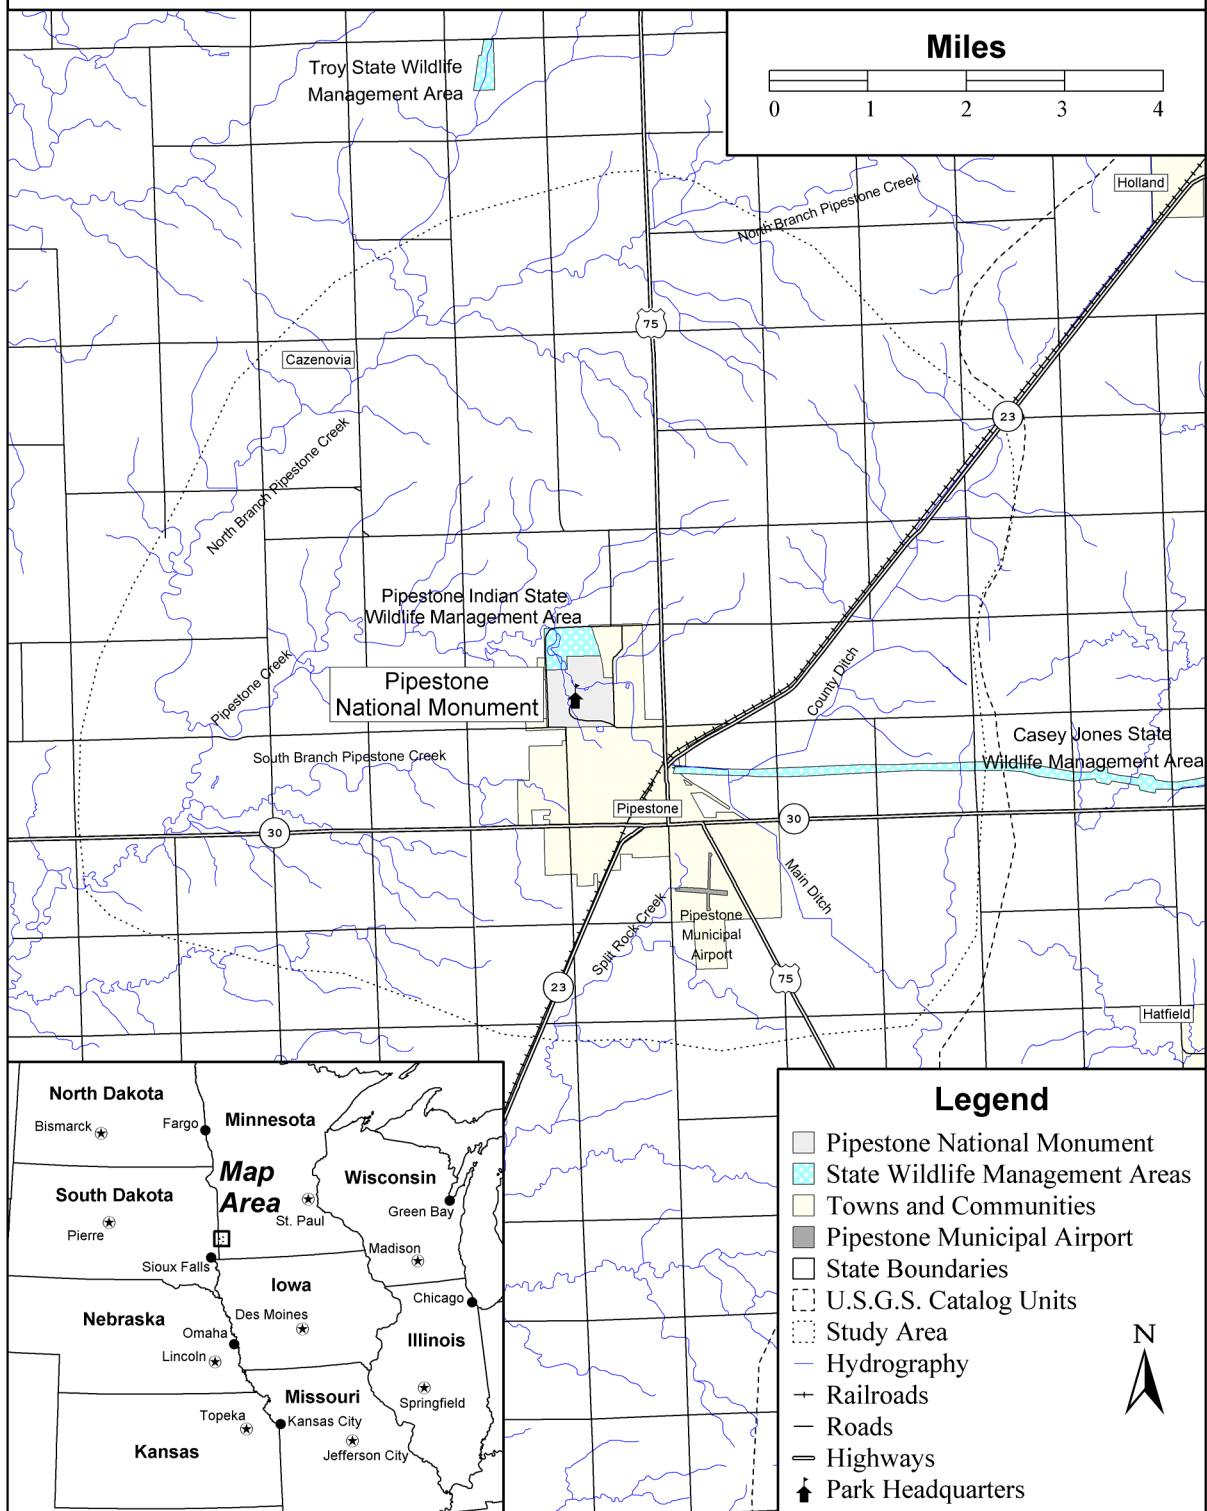 Miles
0 1 2 3 4
Troy State Wildlife
Management Area
Holland
North Branch Pipestone Creek
75
Cazenovia
23
North Branch Pipestone Creek
Pipestone Indian State
Wildlife Management Area
Pipestone Creek
Pipestone
National Monument
County Ditch
Casey Jones State
Wildlife Management Area
South Branch Pipestone Creek
Pipestone
30
30
Main Ditch
Split Rock Creek
Pipestone
Municipal
Airport
23
75
Hatfield
North Dakota
Bismarck
Fargo
Minnesota
Map
Area
Wisconsin
South Dakota
Pierre
St. Paul
Green Bay
Sioux Falls
Madison
Iowa
Chicago
Nebraska
Des Moines
Omaha
Lincoln
Illinois
Missouri
Springfield
Topeka
Kansas City
Kansas
Jefferson City
Legend
Pipestone National Monument
State Wildlife Management Areas
Towns and Communities
Pipestone Municipal Airport
State Boundaries
U.S.G.S. Catalog Units
Study Area
Hydrography
Railroads
Roads
Highways
Park Headquarters
N